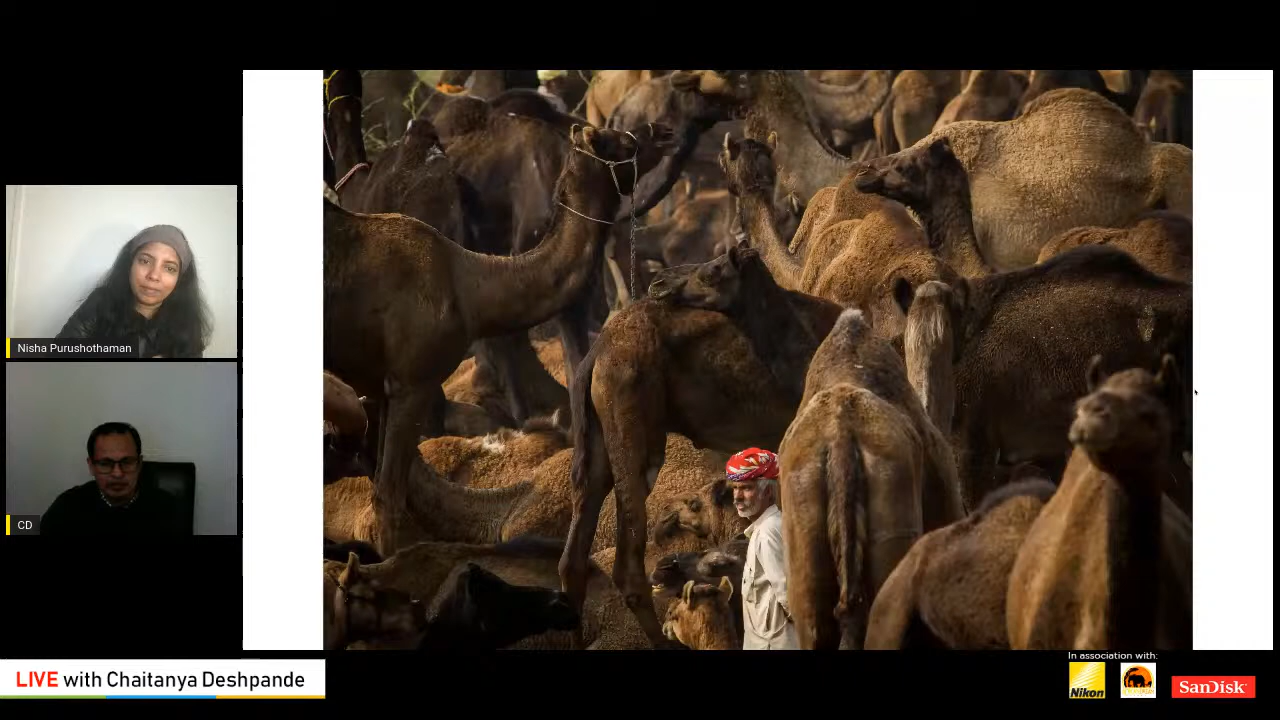 Nisha Purushothaman
CD
LIVE with Chaitanya Deshpande
In association with:
Nikon
SanDisk